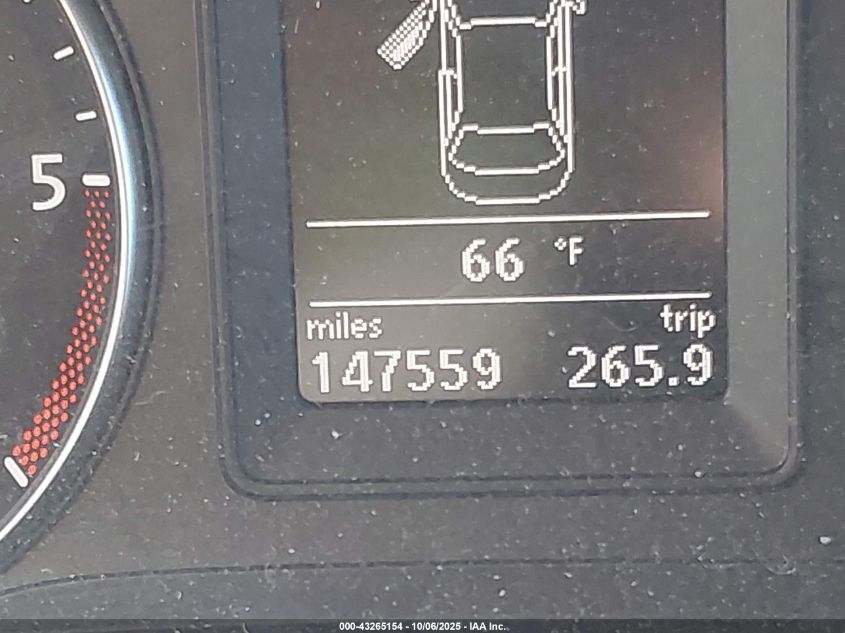 5
66 °F
miles trip
147559 265.9
000-43265154 - 10/06/2025 - IAA Inc.